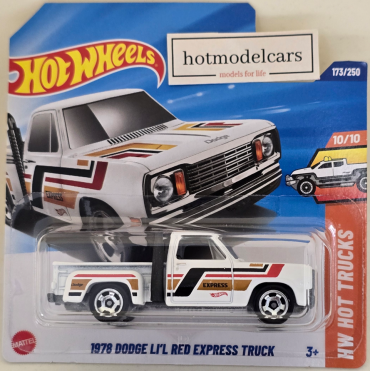 HOT WHEELS
hotmodelcars
models for life
173/250
10/10
Dodge
EXPRESS
EXPRESS
HW HOT TRUCKS
MATTEL
1978 DODGE LI'L RED EXPRESS TRUCK
3+